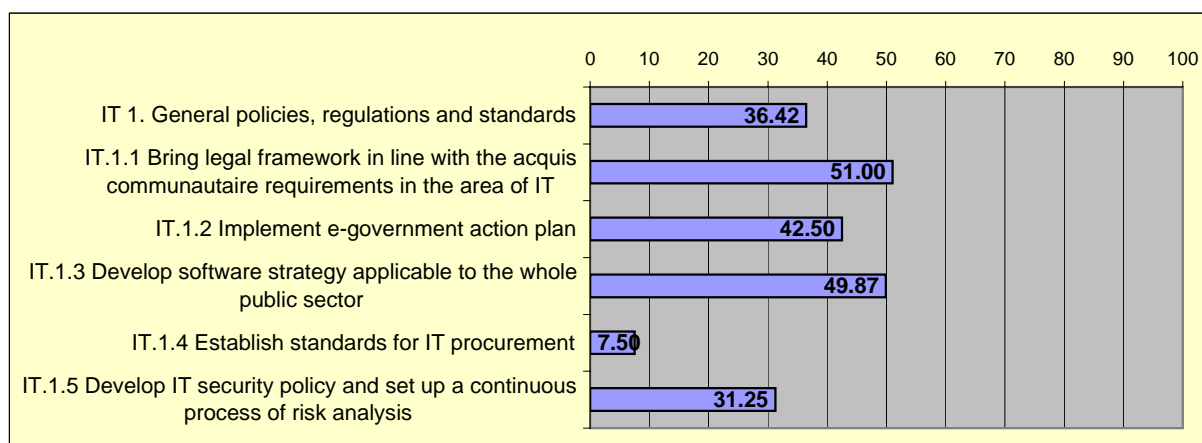 0 10 20 30 40 50 60 70 80 90 100
IT 1. General policies, regulations and standards
36.42
IT.1.1 Bring legal framework in line with the acquis
communautaire requirements in the area of IT
51.00
IT.1.2 Implement e-government action plan
42.50
IT.1.3 Develop software strategy applicable to the whole
public sector
49.87
IT.1.4 Establish standards for IT procurement
7.50
IT.1.5 Develop IT security policy and set up a continuous
process of risk analysis
31.25